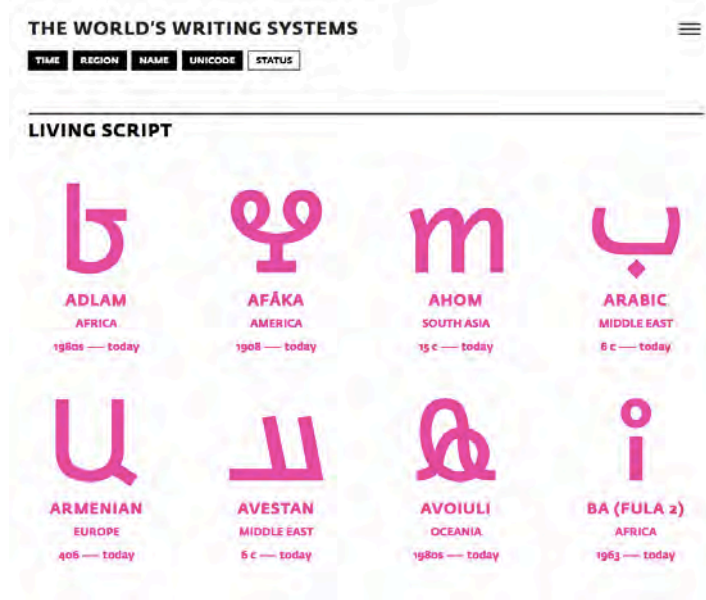 THE WORLD'S WRITING SYSTEMS
TIME REGION NAME UNICODE STATUS
LIVING SCRIPT
ب
ADLAM AFÅKA AHOM ARABIC
AFRICA AMERICA SOUTH ASIA MIDDLE EAST
1980s — today 1908 — today 15 c — today 6 c — today
Ա
ARMENIAN AVESTAN AVOIULI BA (FULA 2)
EUROPE MIDDLE EAST OCEANIA AFRICA
406 — today 6 c — today 1980s — today 1963 — today